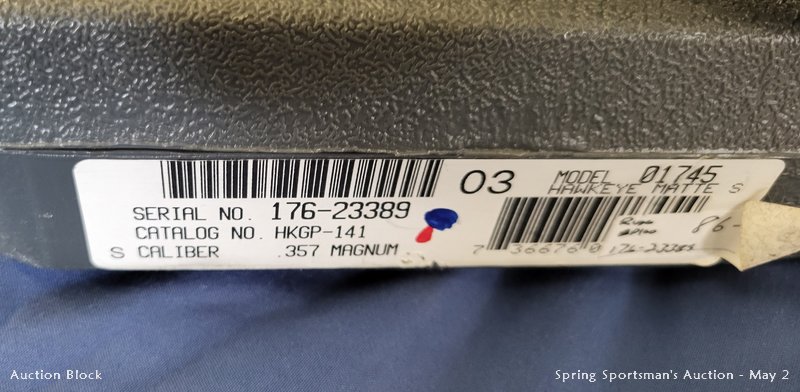 03
MODEL 01745
HAWKEYE MATTE S
SERIAL NO. 176-23389
CATALOG NO. HKGP-141
S CALIBER .357 MAGNUM
7 36676 0
176-23389
86-
Auction Block
Spring Sportsman's Auction - May 2